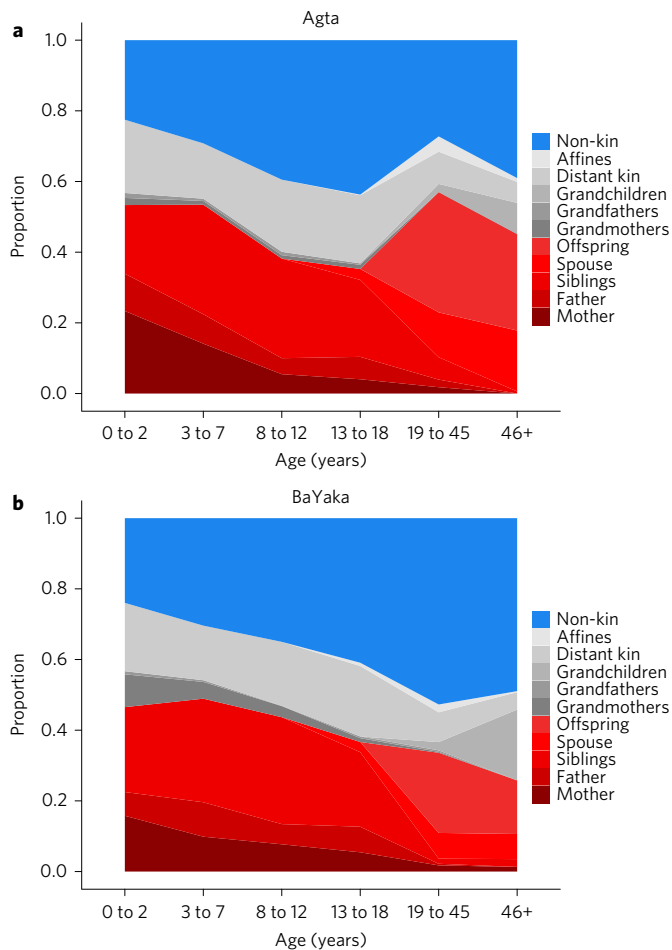 a
Agta
1.0
0.8
0.6
0.4
0.2
0.0
Proportion
0 to 2
3 to 7
8 to 12
13 to 18
19 to 45
46+
Age (years)
Non-kin
Affines
Distant kin
Grandchildren
Grandfathers
Grandmothers
Offspring
Spouse
Siblings
Father
Mother
b
BaYaka
1.0
0.8
0.6
0.4
0.2
0.0
Proportion
0 to 2
3 to 7
8 to 12
13 to 18
19 to 45
46+
Age (years)
Non-kin
Affines
Distant kin
Grandchildren
Grandfathers
Grandmothers
Offspring
Spouse
Siblings
Father
Mother